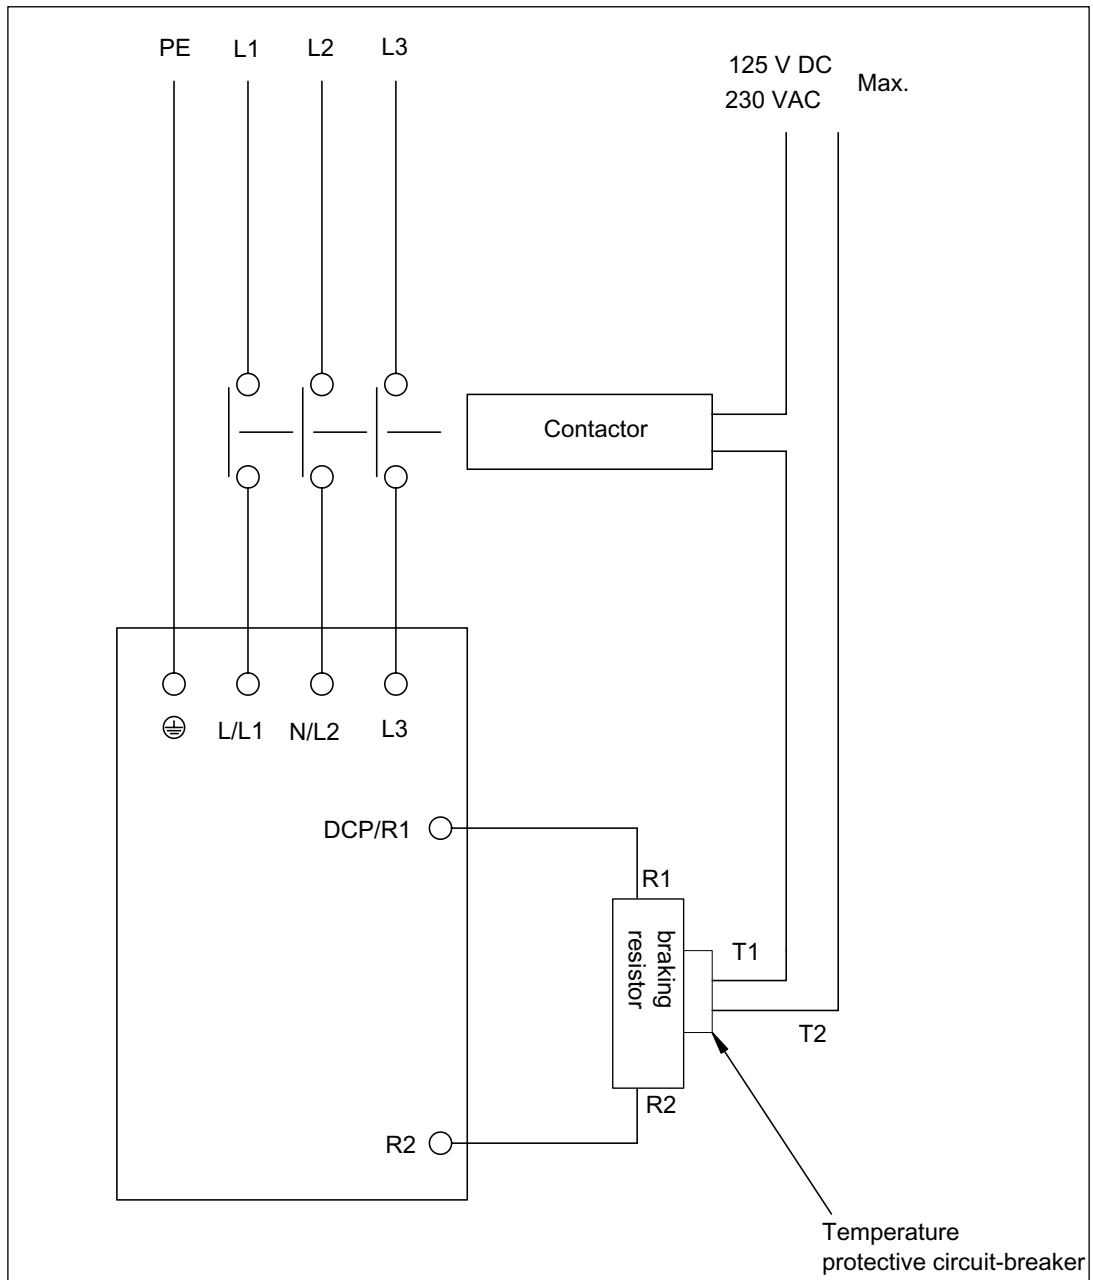 PE L1 L2 L3
125 V DC
230 VAC
Max.
Contactor
L/L1 N/L2 L3
DCP/R1
R1
braking
resistor
T1
T2
R2
R2
Temperature
protective circuit-breaker